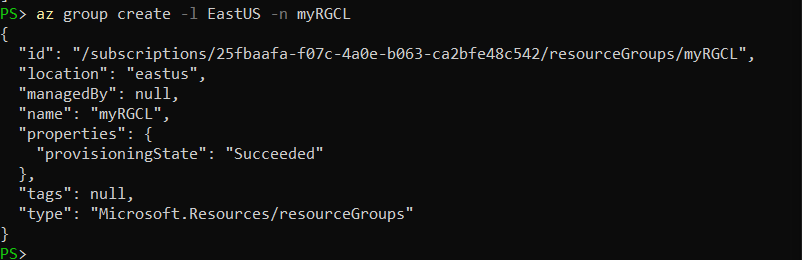 PS> az group create -l EastUS -n myRGCL
{
  "id": "/subscriptions/25fbaafa-f07c-4a0e-b063-ca2bfe48c542/resourceGroups/myRGCL",
  "location": "eastus",
  "managedBy": null,
  "name": "myRGCL",
  "properties": {
    "provisioningState": "Succeeded"
  },
  "tags": null,
  "type": "Microsoft.Resources/resourceGroups"
}
PS>